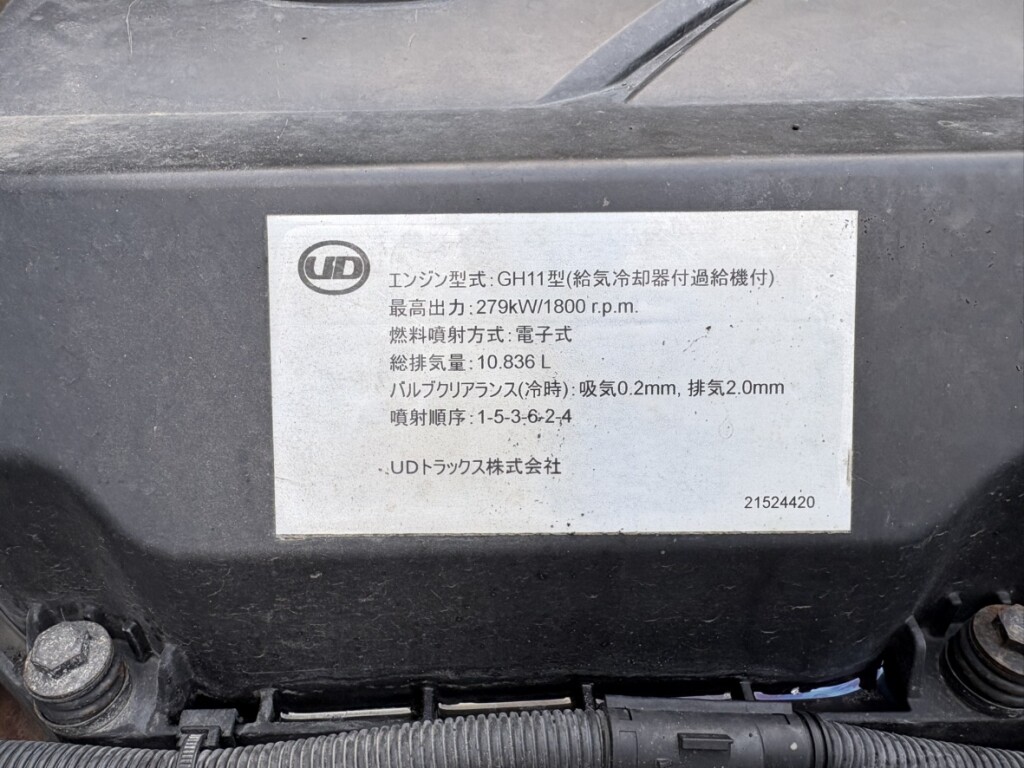 UD
エンジン型式:GH11型(給気冷却器付過給機付)
最高出力:279kW/1800 r.p.m.
燃料噴射方式:電子式
総排気量:10.836 L
バルブクリアランス(冷時):吸気0.2mm, 排気2.0mm
噴射順序:1-5-3-6-2-4
UDトラックス株式会社
21524420